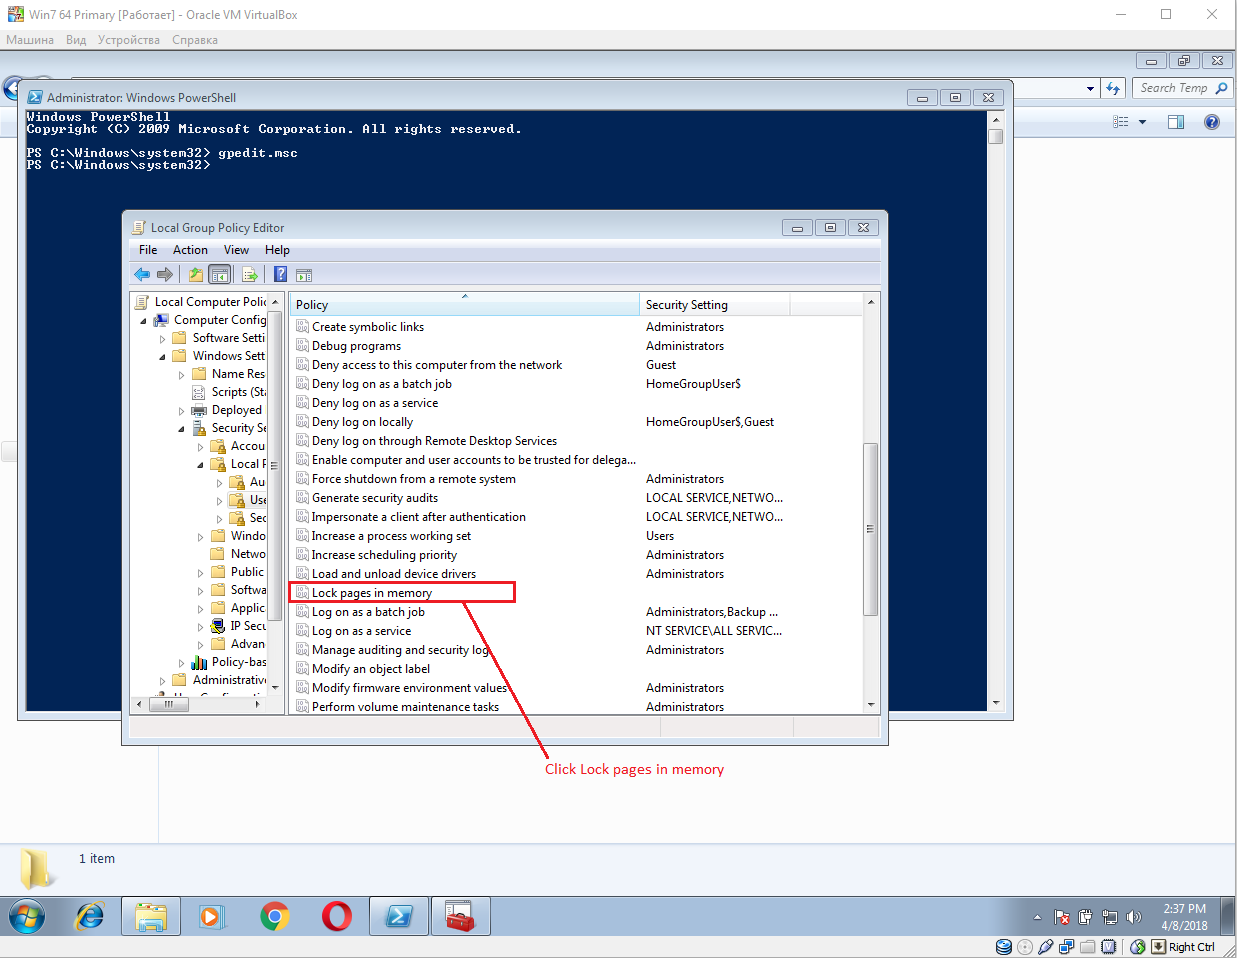 Win7 64 Primary [Работает] - Oracle VM VirtualBox
Машина Вид Устройства Справка
Search Temp
Administrator: Windows PowerShell
Windows PowerShell
Copyright (C) 2009 Microsoft Corporation. All rights reserved.
PS C:\Windows\system32> gpedit.msc
PS C:\Windows\system32>
Local Group Policy Editor
File Action View Help
Local Computer Polic
Computer Config
Software Setti
Windows Sett
Name Res
Scripts (Sta
Deployed
Security Se
Accou
Local P
Au
Use
Sec
Windo
Netwo
Public
Softwa
Applic
IP Secu
Advan
Policy-bas
Administrative
Policy Security Setting
Create symbolic links Administrators
Debug programs Administrators
Deny access to this computer from the network Guest
Deny log on as a batch job HomeGroupUser$
Deny log on as a service
Deny log on locally HomeGroupUser$,Guest
Deny log on through Remote Desktop Services
Enable computer and user accounts to be trusted for delega...
Force shutdown from a remote system Administrators
Generate security audits LOCAL SERVICE,NETWO...
Impersonate a client after authentication LOCAL SERVICE,NETWO...
Increase a process working set Users
Increase scheduling priority Administrators
Load and unload device drivers Administrators
Lock pages in memory
Log on as a batch job Administrators,Backup ...
Log on as a service NT SERVICE\ALL SERVIC...
Manage auditing and security log Administrators
Modify an object label
Modify firmware environment values Administrators
Perform volume maintenance tasks Administrators
Click Lock pages in memory
1 item
2:37 PM
4/8/2018
Right Ctrl